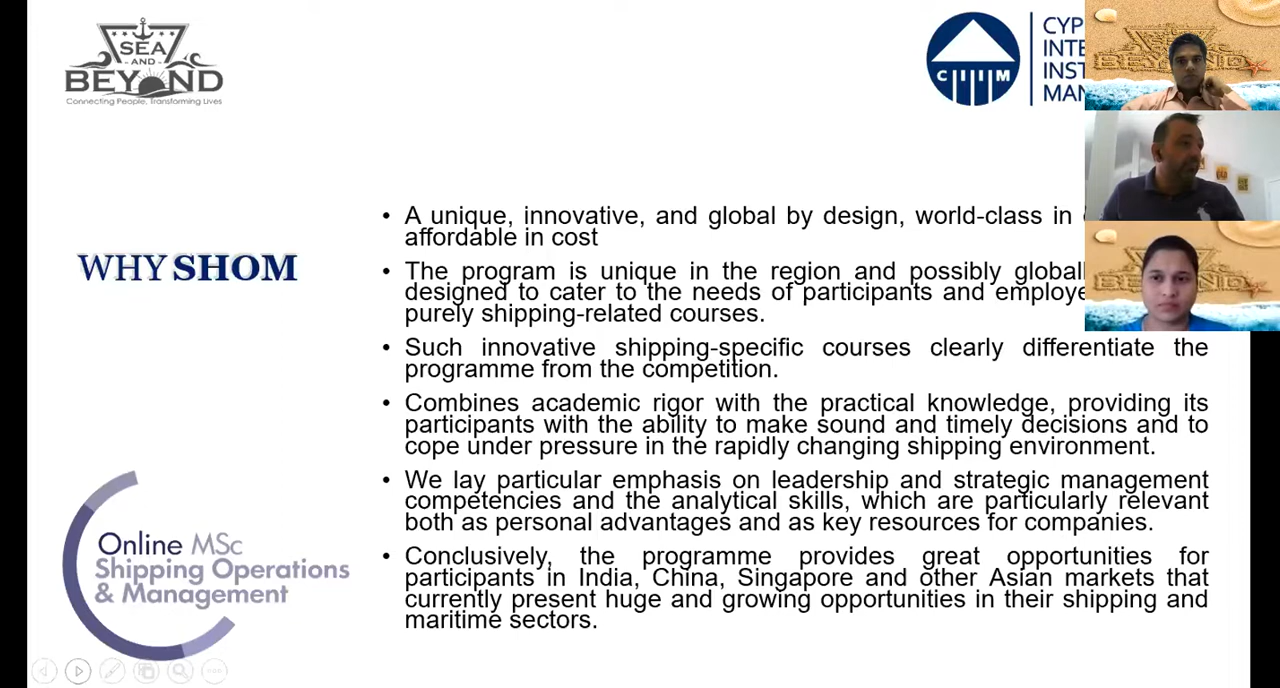 SEA
AND
BEYOND
Connecting People, Transforming Lives
CIIM
WHY SHOM
• A unique, innovative, and global by design, world-class in
affordable in cost
• The program is unique in the region and possibly
designed to cater to the needs of participants and
purely shipping-related courses.
• Such innovative shipping-specific courses clearly differentiate the
programme from the competition.
• Combines academic rigor with the practical knowledge, providing its
participants with the ability to make sound and timely decisions and to
cope under pressure in the rapidly changing shipping environment.
• We lay particular emphasis on leadership and strategic management
competencies and the analytical skills, which are particularly relevant
both as personal advantages and as key resources for companies.
• Conclusively, the programme provides great opportunities for
participants in India, China, Singapore and other Asian markets that
currently present huge and growing opportunities in their shipping and
maritime sectors.
Online MSc
Shipping Operations
& Management